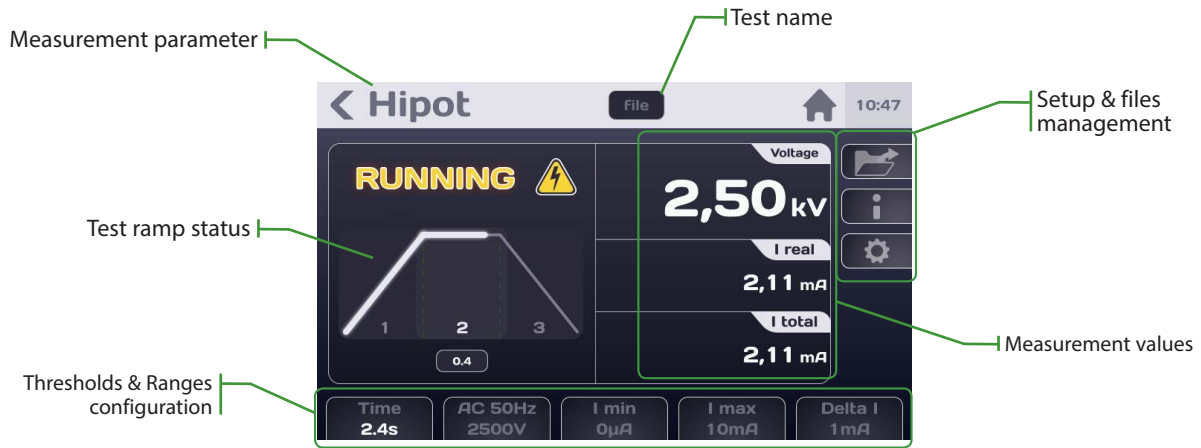 Test name
Measurement parameter
Hipot
file
10:47
Setup & files
management
Voltage
RUNNING
2,50 kV
I real
Test ramp status
2,11 mA
I total
1
2
3
2,11 mA
0.4
Measurement values
Thresholds & Ranges
configuration
Time
2.4s
AC 50Hz
2500V
I min
0µA
I max
10mA
Delta I
1mA